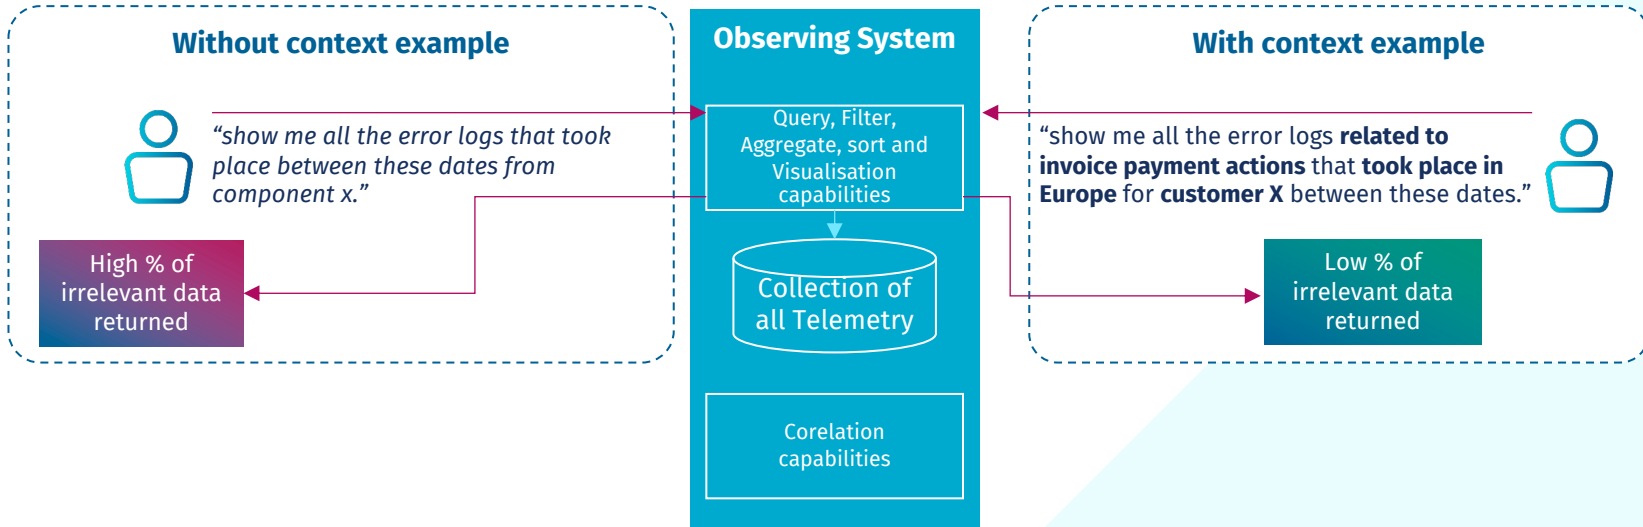 Without context example
“show me all the error logs that took
place between these dates from
component x.”
High % of
irrelevant data
returned
Observing System
Query, Filter,
Aggregate, sort and
Visualisation
capabilities
Collection of
all Telemetry
Corelation
capabilities
With context example
“show me all the error logs related to
invoice payment actions that took place in
Europe for customer X between these dates.”
Low % of
irrelevant data
returned